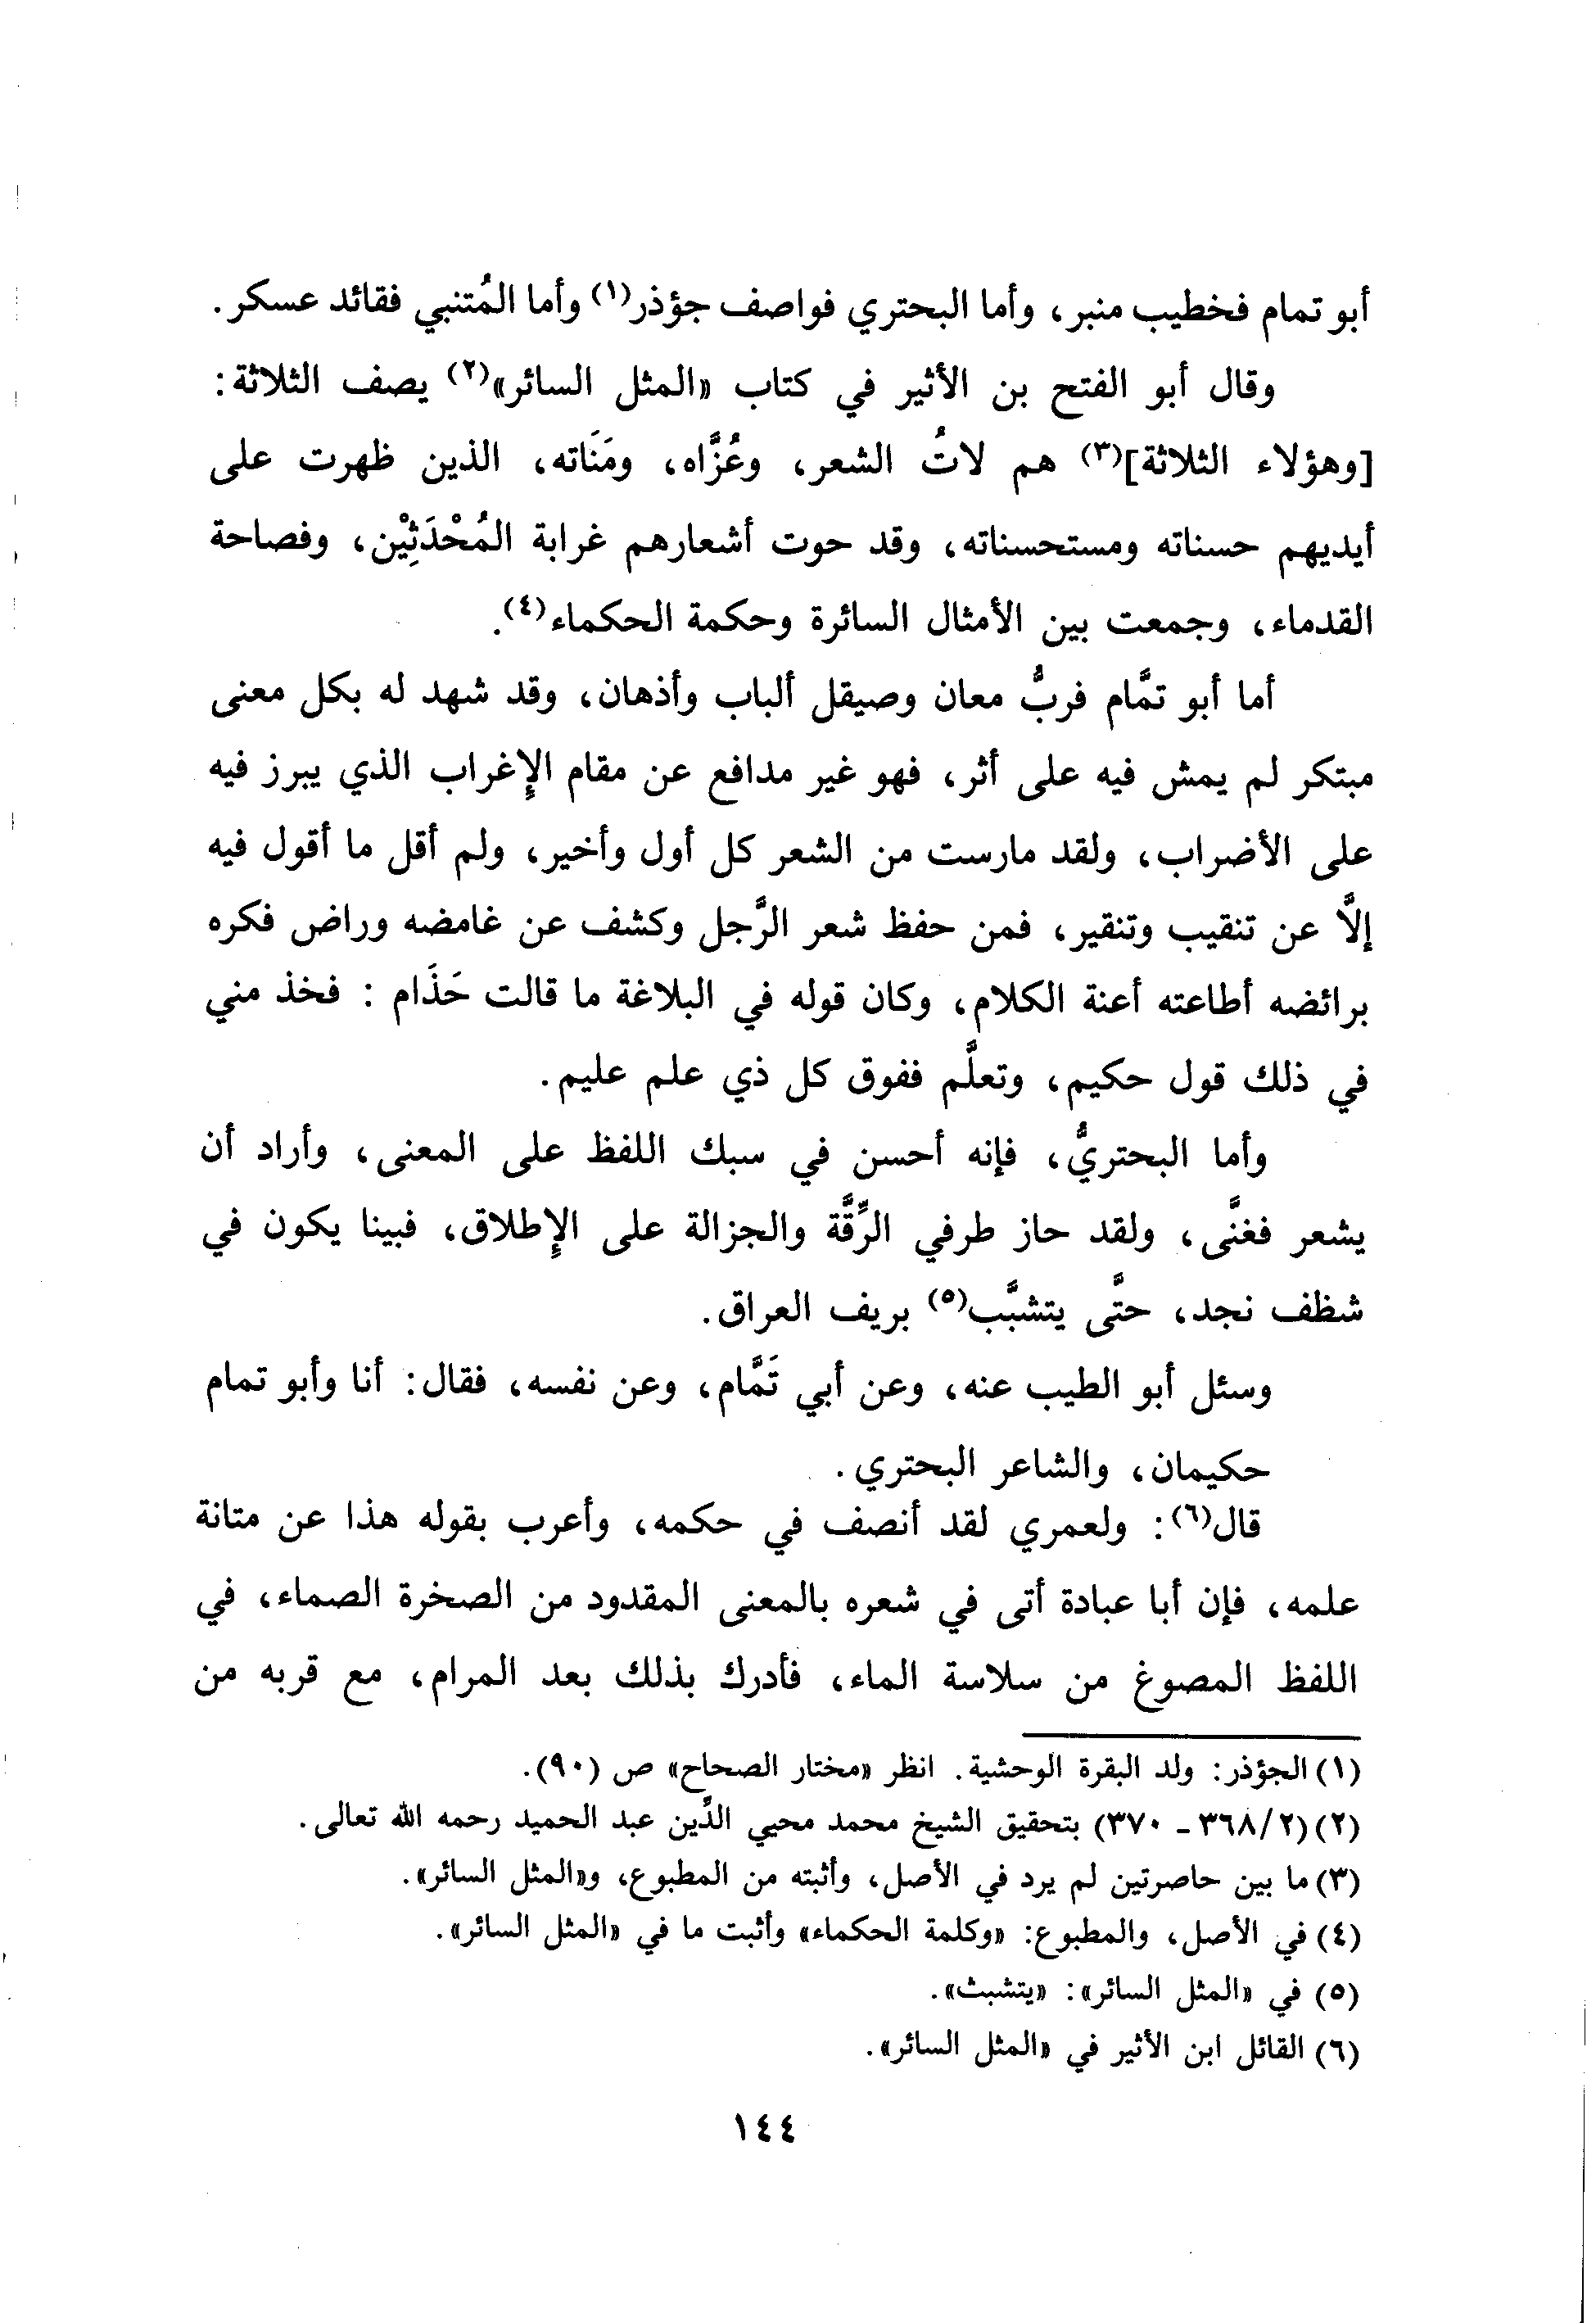 أبو تمام فخطيب منبر، وأما البحتري فواصف جؤذر(١) وأما المُتنبي فقائد عسكر.
وقال أبو الفتح بن الأثير في كتاب «المثل السائر»(٢) يصف الثلاثة:
[وهؤلاء الثلاثة](٣) هم لاتُ الشعر، وعُزَّاه، ومَنَاته، الذين ظهرت على
أيديهم حسناته ومستحسناته، وقد حوت أشعارهم غرابة المُحْدَثِيْن، وفصاحة
القدماء، وجمعت بين الأمثال السائرة وحكمة الحكماء(٤).
أما أبو تمَّام فربُّ معان وصيقل ألباب وأذهان، وقد شهد له بكل معنى
مبتكر لم يمش فيه على أثر، فهو غير مدافع عن مقام الإغراب الذي يبرز فيه
على الأضراب، ولقد مارست من الشعر كل أول وأخير، ولم أقل ما أقول فيه
إلَّا عن تنقيب وتنقير، فمن حفظ شعر الرَّجل وكشف عن غامضه وراض فكره
برائضه أطاعته أعنة الكلام، وكان قوله في البلاغة ما قالت حَذَام : فخذ مني
في ذلك قول حكيم، وتعلَّم ففوق كل ذي علم عليم.
وأما البحتريُّ، فإنه أحسن في سبك اللفظ على المعنى، وأراد أن
يشعر فغنَّى، ولقد حاز طرفي الرِّقَّة والجزالة على الإطلاق، فبينا يكون في
شظف نجد، حتَّى يتشبَّب(٥) بريف العراق.
وسئل أبو الطيب عنه، وعن أبي تَمَّام، وعن نفسه، فقال: أنا وأبو تمام
حكيمان، والشاعر البحتري.
قال(٦): ولعمري لقد أنصف في حكمه، وأعرب بقوله هذا عن متانة
علمه، فإن أبا عبادة أتى في شعره بالمعنى المقدود من الصخرة الصماء، في
اللفظ المصوغ من سلاسة الماء، فأدرك بذلك بعد المرام، مع قربه من
(١) الجؤذر: ولد البقرة الوحشية. انظر «مختار الصحاح» ص (٩٠).
(٢) (٣٦٨/٢ - ٣٧٠) بتحقيق الشيخ محمد محيي الدَّين عبد الحميد رحمه الله تعالى.
(٣) ما بين حاصرتين لم يرد في الأصل، وأثبته من المطبوع، و«المثل السائر».
(٤) في الأصل، والمطبوع: «وكلمة الحكماء» وأثبت ما في «المثل السائر».
(٥) في «المثل السائر»: «يتشبث».
(٦) القائل ابن الأثير في «المثل السائر».
١٤٤